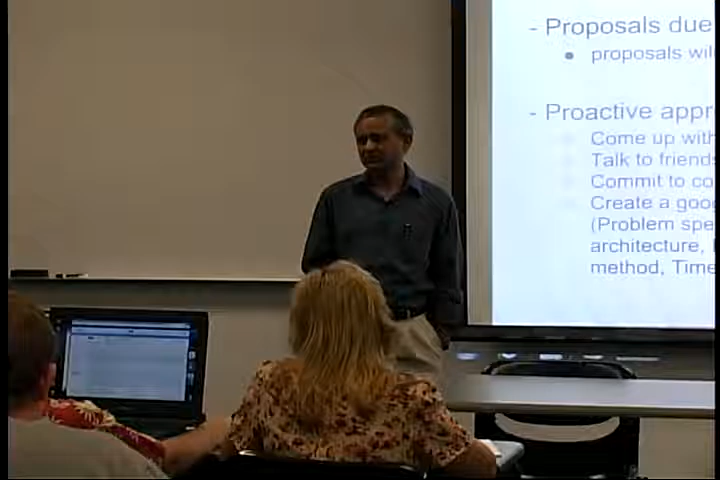 - Proposals due
• proposals wil
- Proactive appr
Come up with
Talk to friends
Commit to co
Create a goog
(Problem spe
architecture,
method, Time